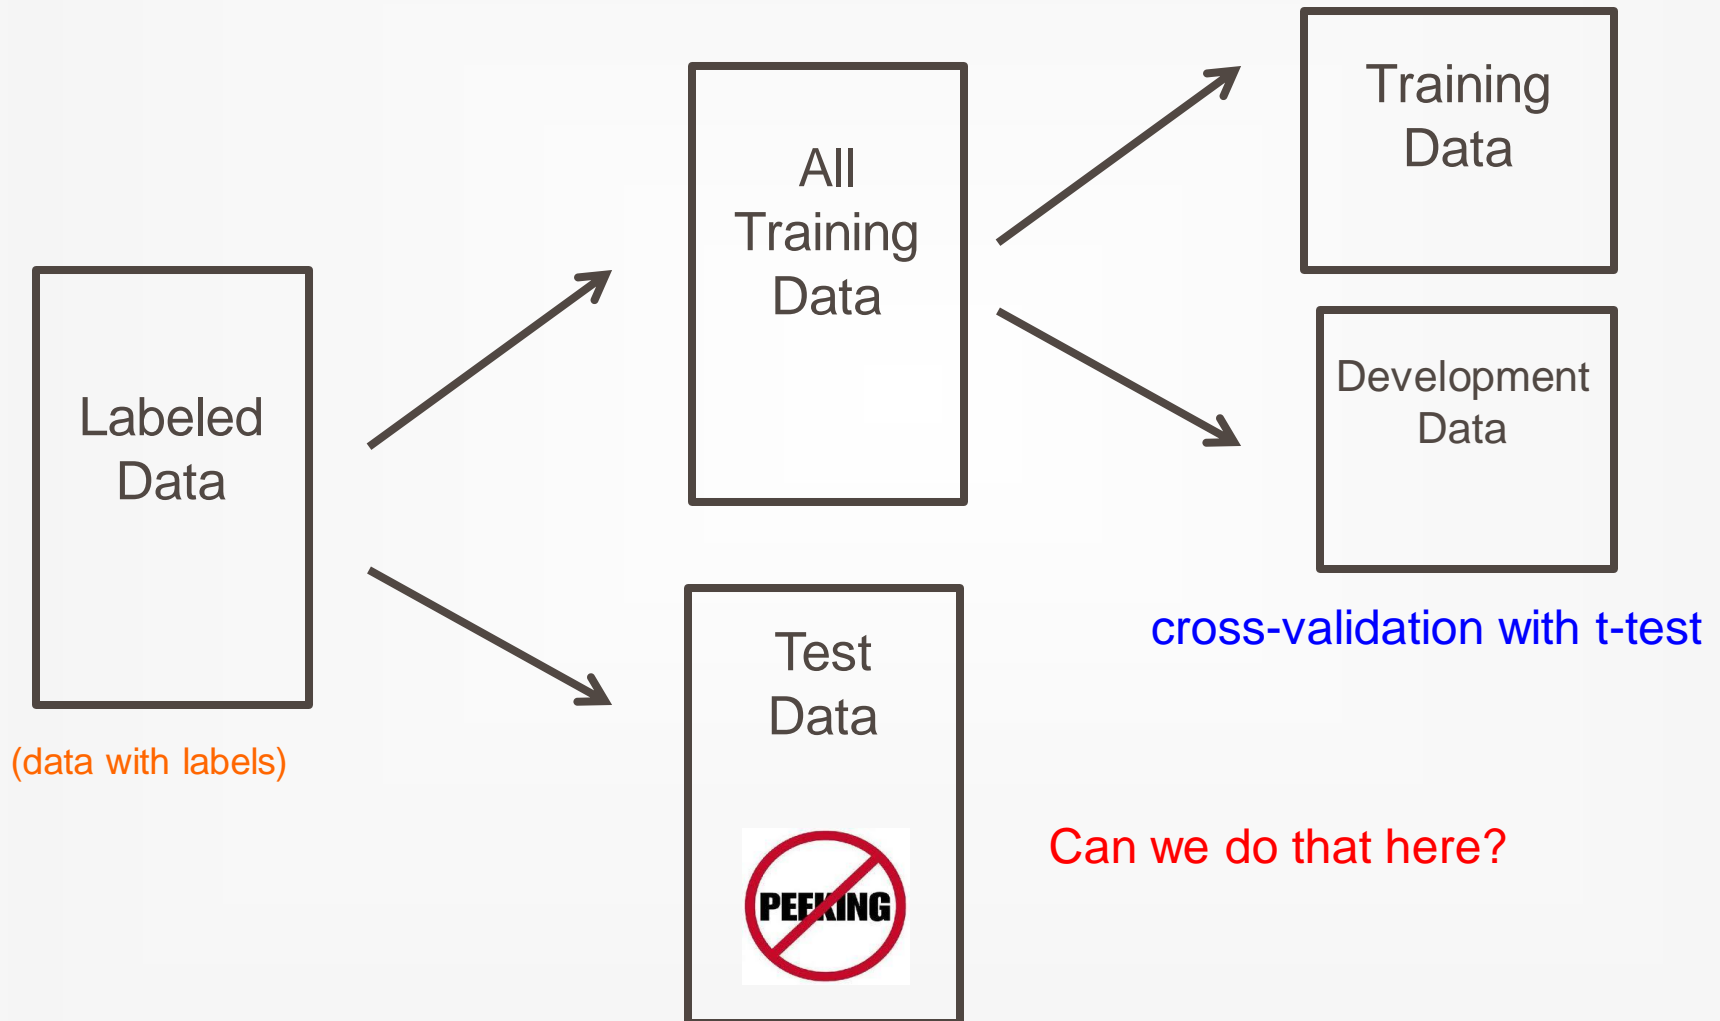 Labeled
Data
(data with labels)
All
Training
Data
Test
Data
PEEKING
Training
Data
Development
Data
cross-validation with t-test
Can we do that here?